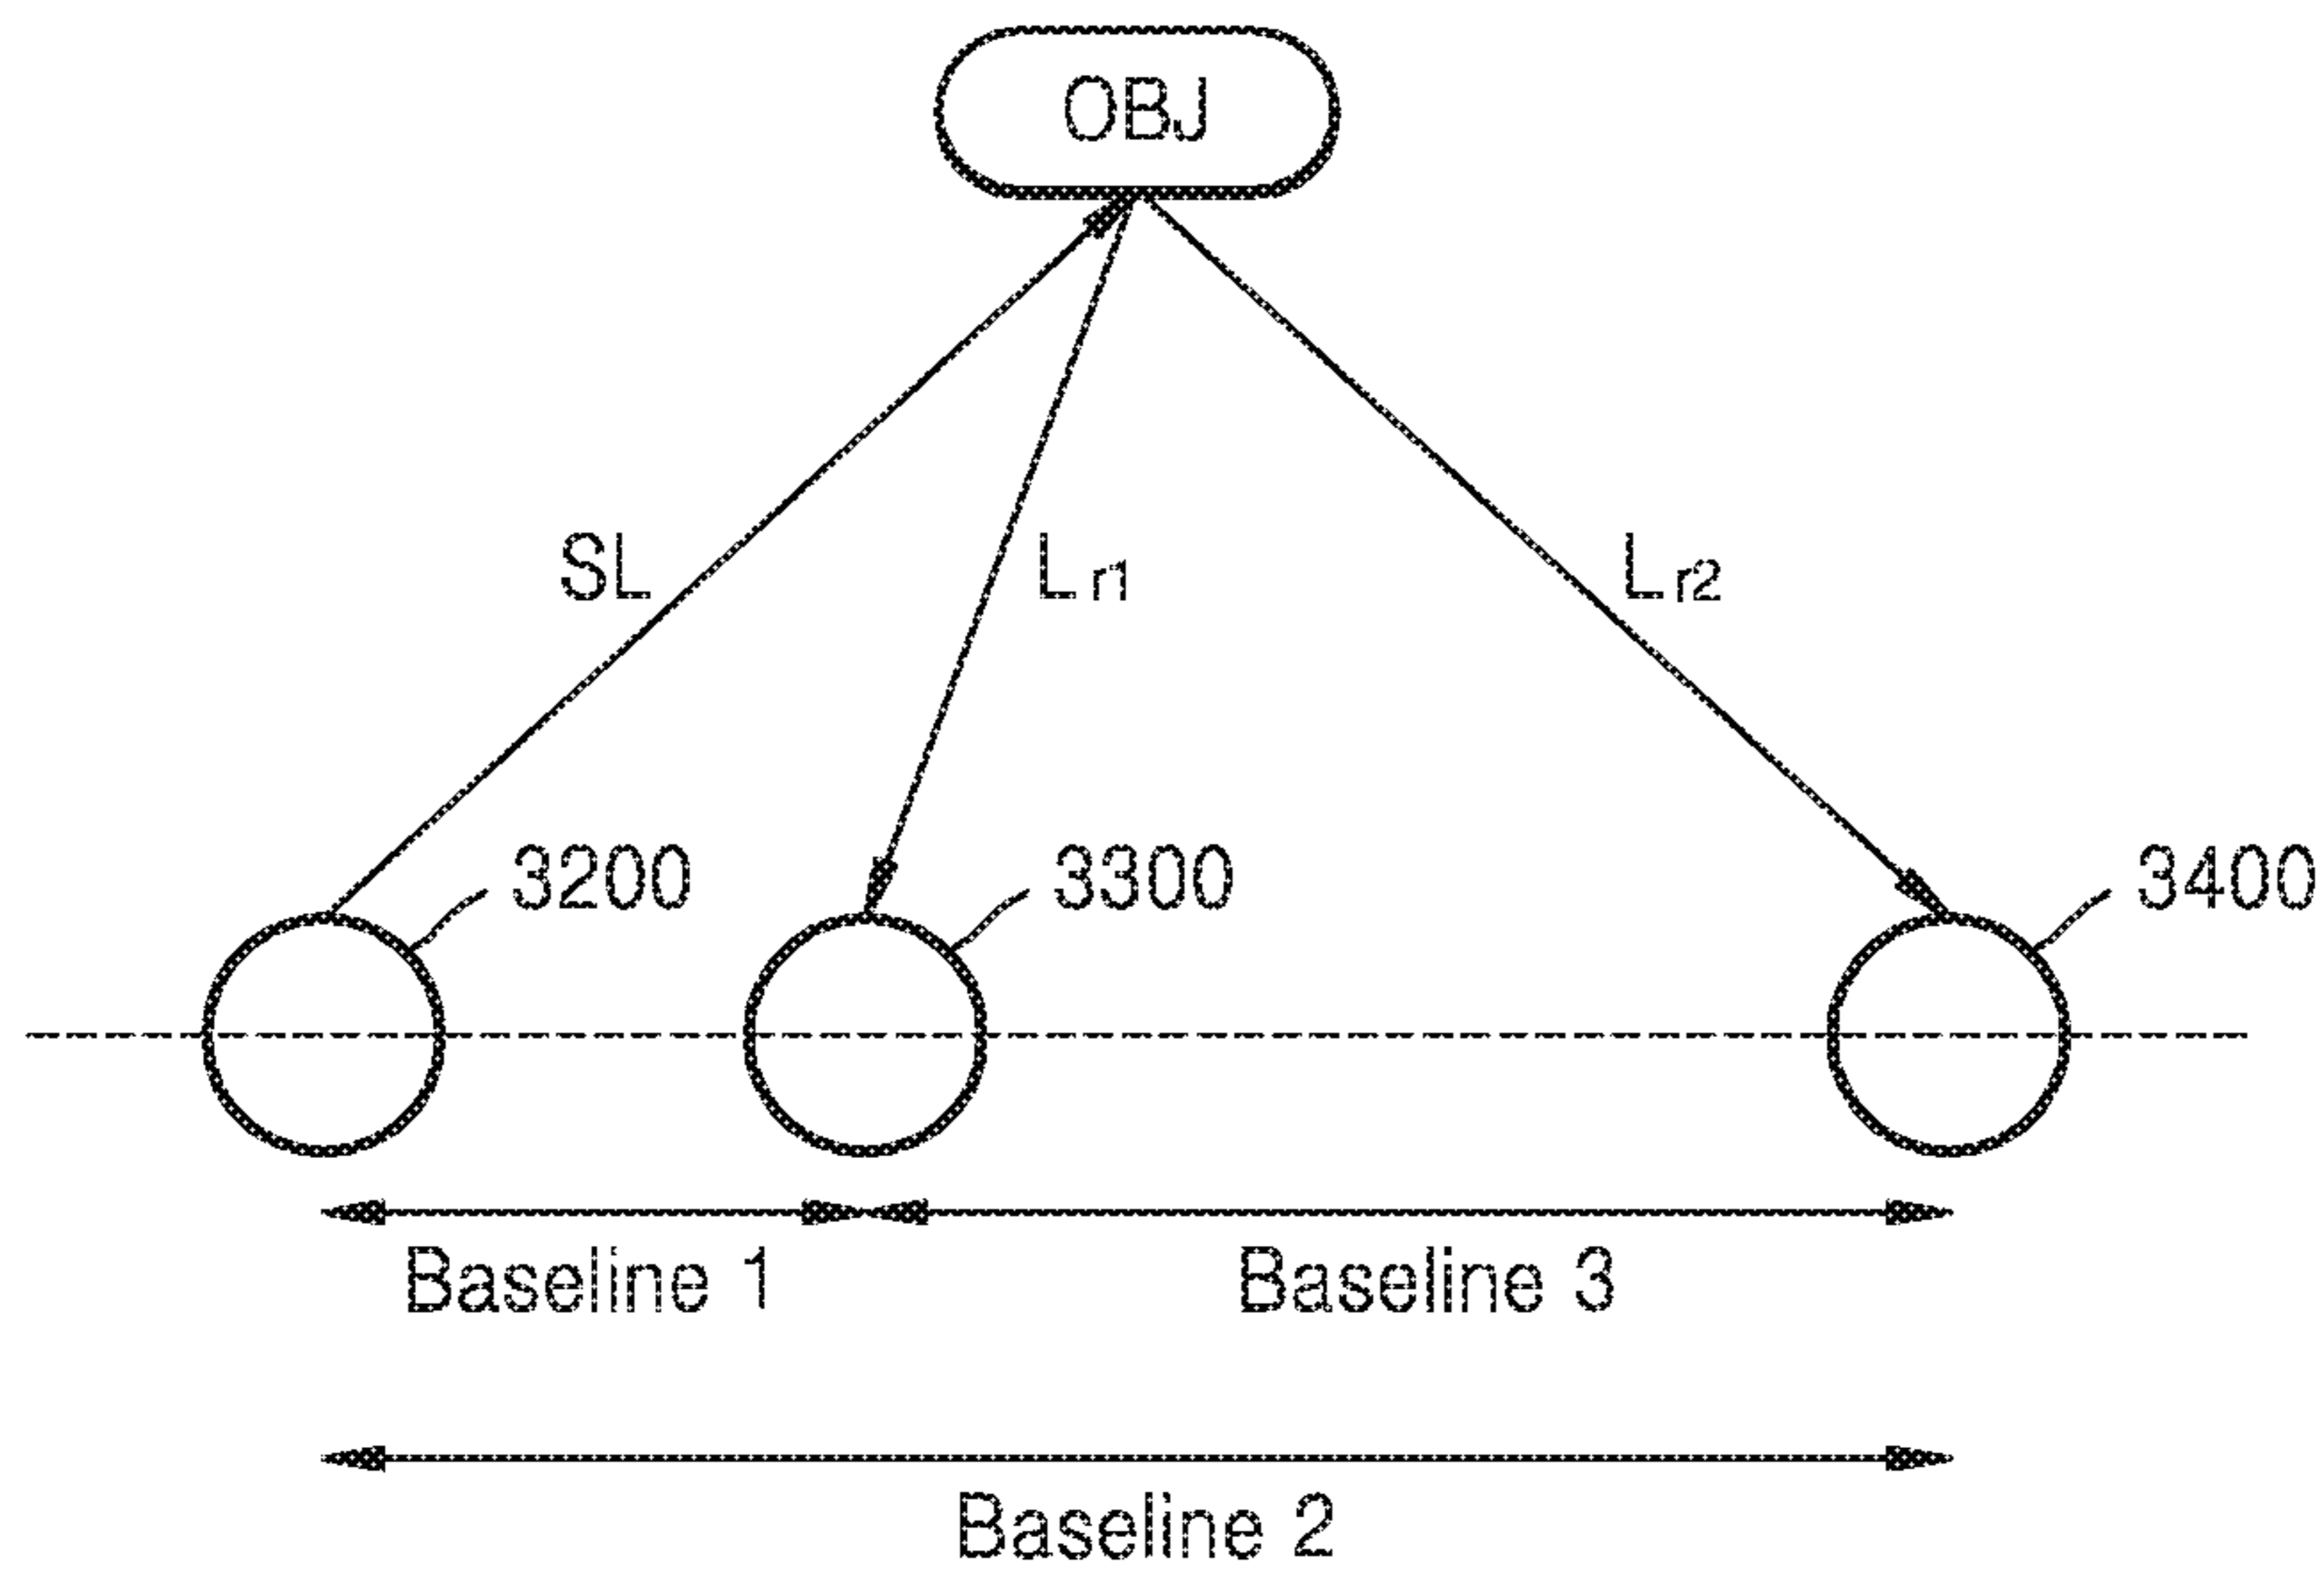 OBJ
SL
Lr1
Lr2
3200
3300
3400
Baseline 1
Baseline 3
Baseline 2